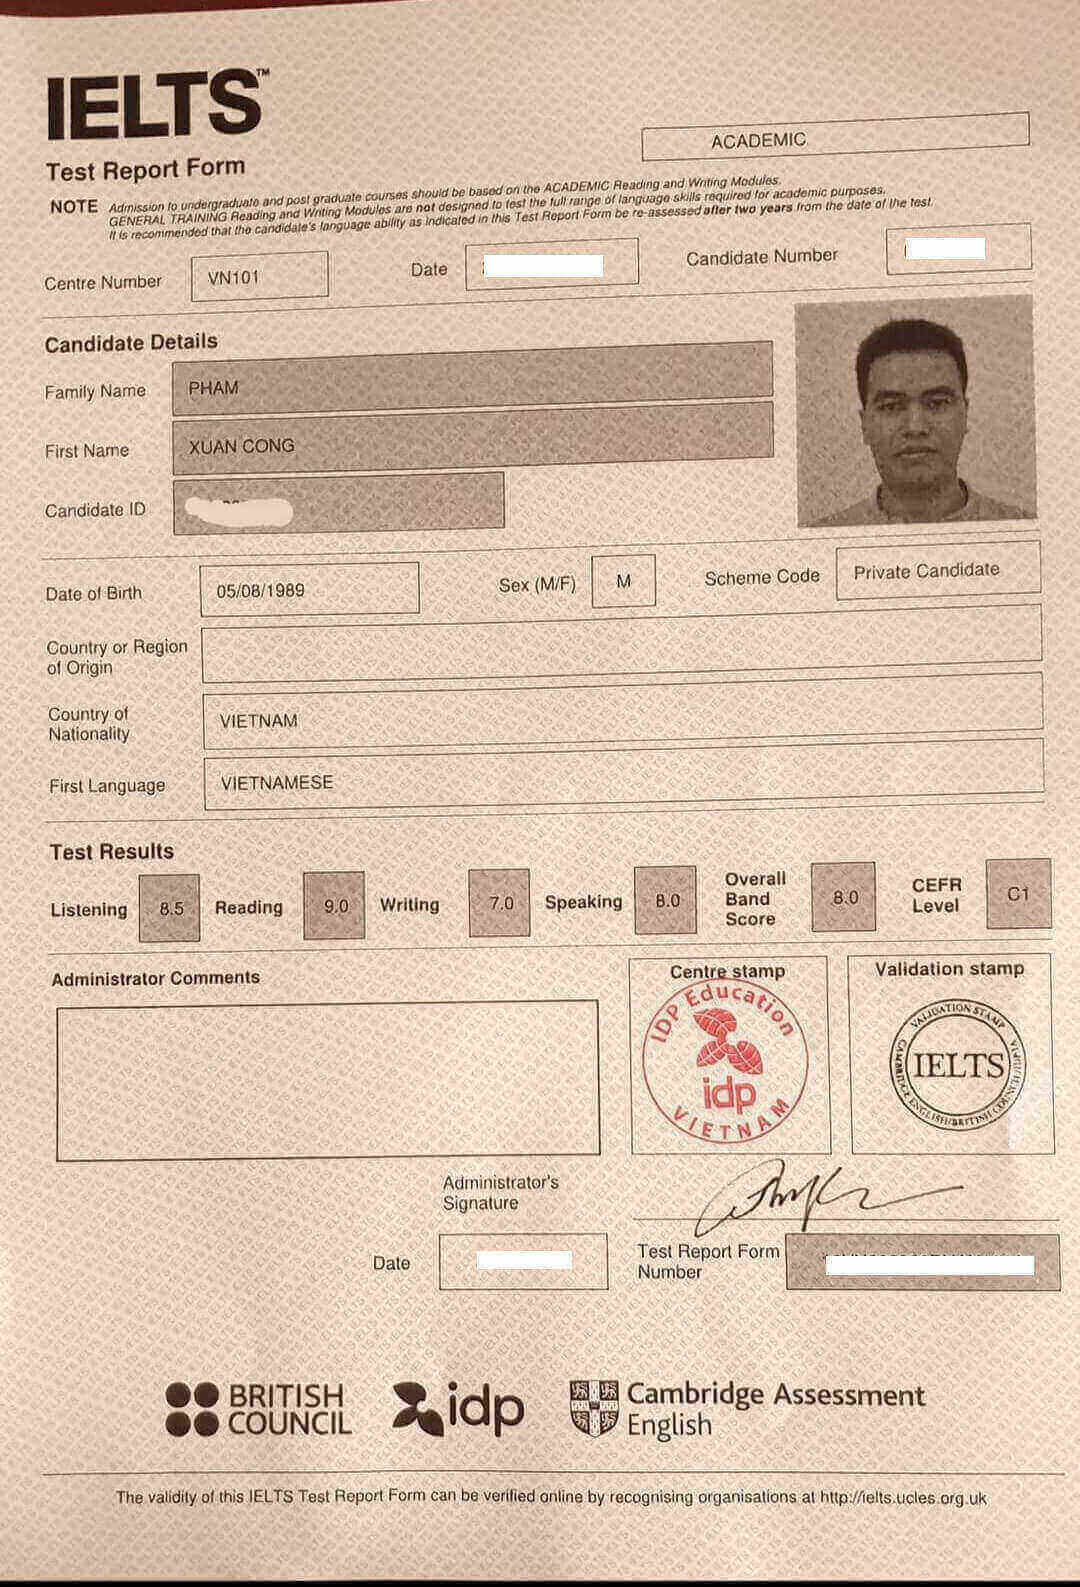 IELTS™
Test Report Form
ACADEMIC
NOTE Admission to undergraduate and post graduate courses should be based on the ACADEMIC Reading and Writing Modules.
GENERAL TRAINING Reading and Writing Modules are not designed to test the full range of language skills required for academic purposes.
It is recommended that the candidate's language ability as indicated in this Test Report Form be re-assessed after two years from the date of the test.
Centre Number VN101 Date Candidate Number
Candidate Details
Family Name PHAM
First Name XUAN CONG
Candidate ID
Date of Birth 05/08/1989 Sex (M/F) M Scheme Code Private Candidate
Country or Region
of Origin
Country of
Nationality
VIETNAM
First Language VIETNAMESE
Test Results
Listening 8.5 Reading 9.0 Writing 7.0 Speaking 8.0
Overall
Band
Score
8.0
CEFR
Level
C1
Administrator Comments
Centre stamp
IDP Education
idp
VIETNAM
Validation stamp
VALIDATION STAMP
IELTS
CAMBRIDGE ENGLISH/BRITISH COUNCIL/IDP:IA
Administrator's
Signature
Date
Test Report Form
Number
BRITISH
COUNCIL
idp
Cambridge Assessment
English
The validity of this IELTS Test Report Form can be verified online by recognising organisations at http://ielts.ucles.org.uk